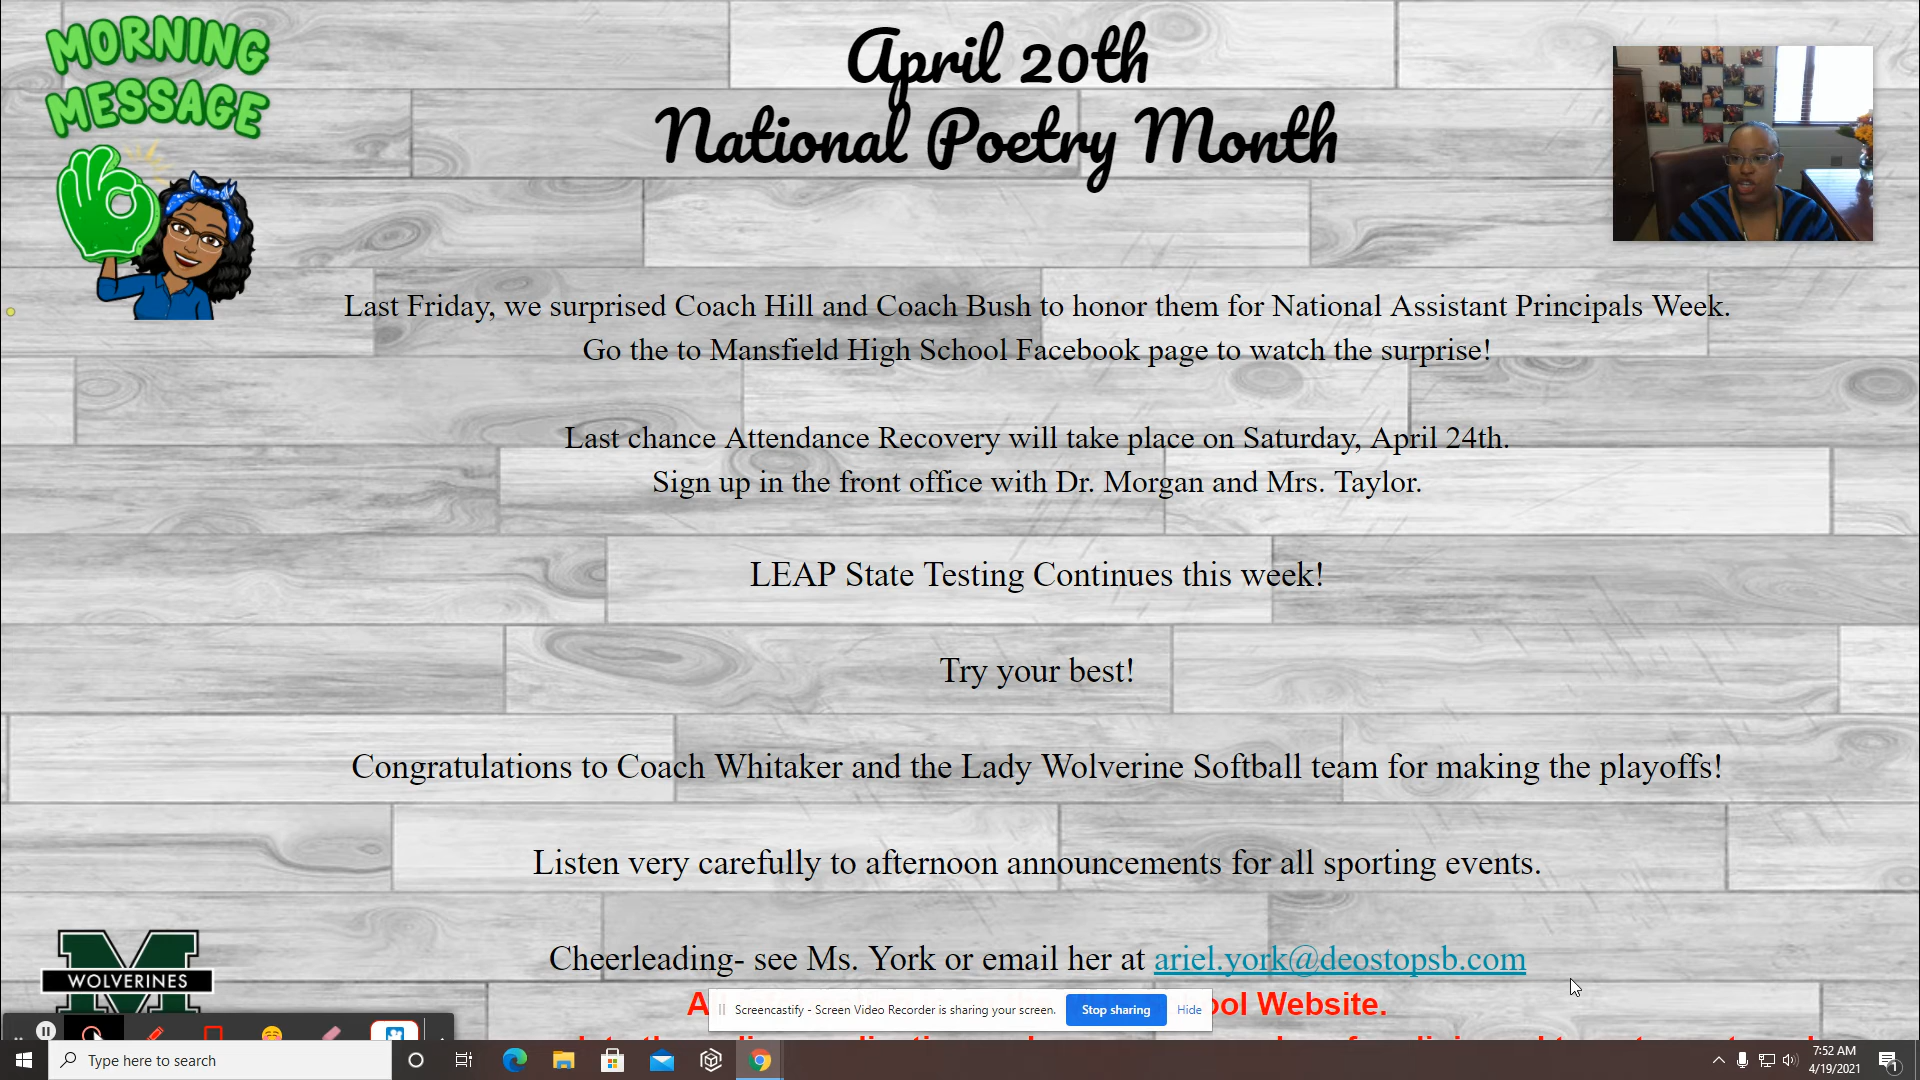 MORNING
MESSAGE
April 20th
National Poetry Month
Last Friday, we surprised Coach Hill and Coach Bush to honor them for National Assistant Principals Week.
Go the to Mansfield High School Facebook page to watch the surprise!
Last chance Attendance Recovery will take place on Saturday, April 24th.
Sign up in the front office with Dr. Morgan and Mrs. Taylor.
LEAP State Testing Continues this week!
Try your best!
Congratulations to Coach Whitaker and the Lady Wolverine Softball team for making the playoffs!
Listen very carefully to afternoon announcements for all sporting events.
Cheerleading- see Ms. York or email her at ariel.york@deostopsb.com
M
WOLVERINES
Website.
Screencastify - Screen Video Recorder is sharing your screen.
Stop sharing
Hide
Type here to search
7:52 AM
4/19/2021
1